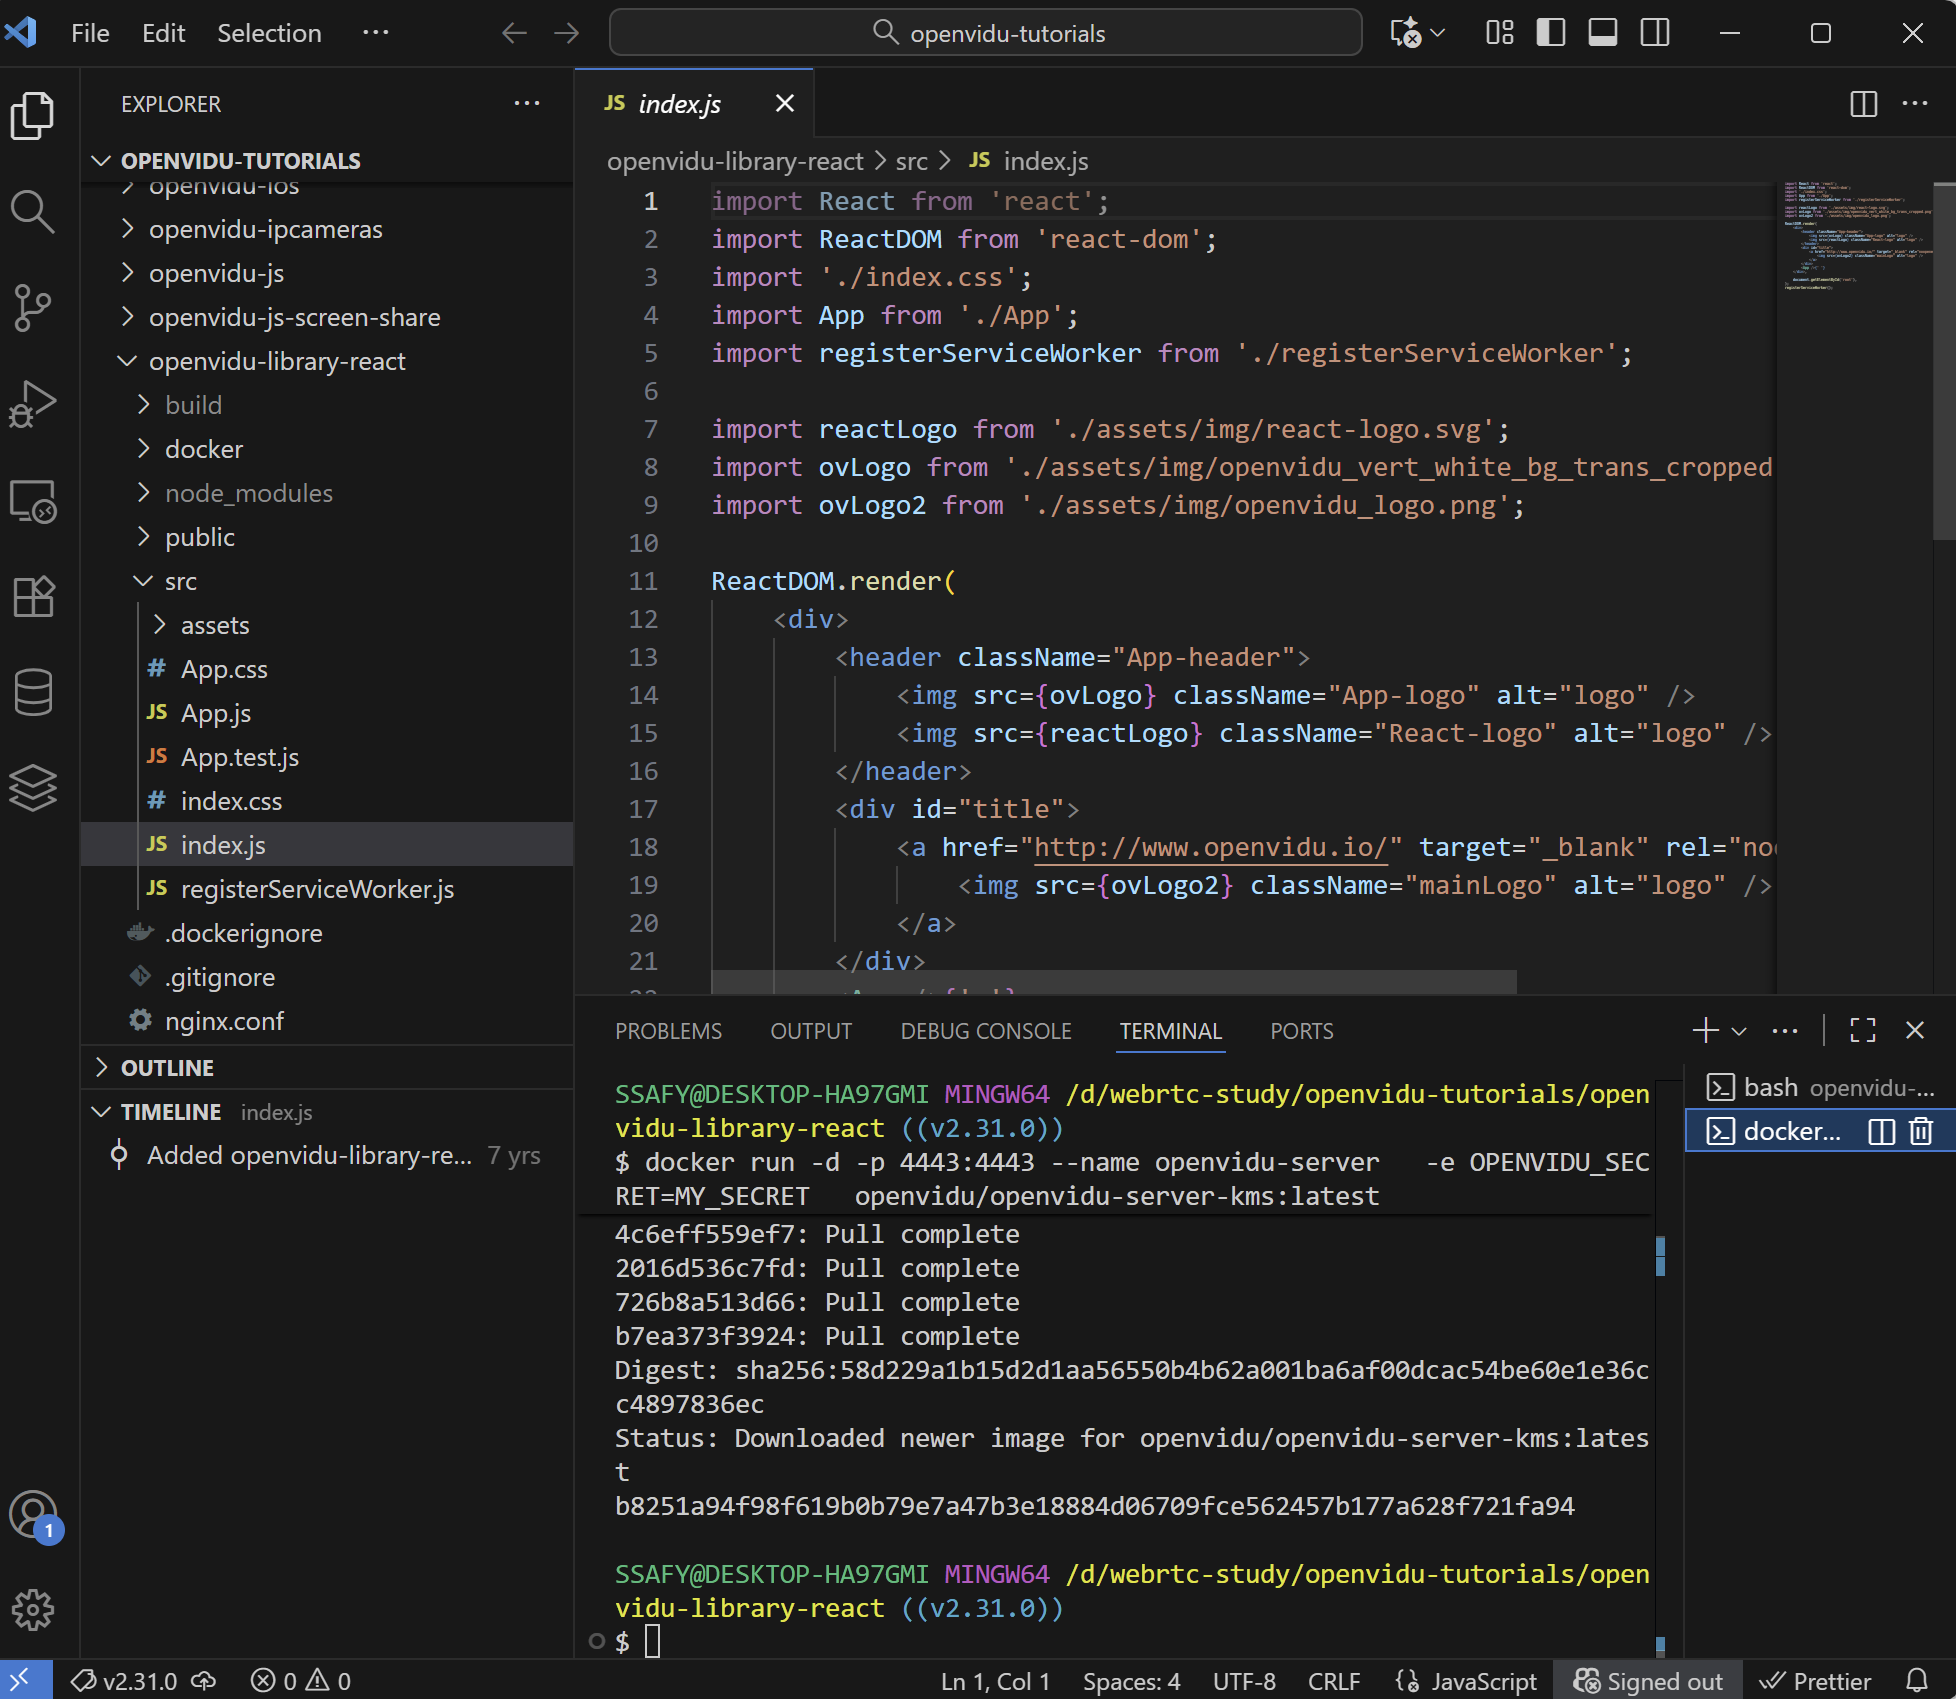 File Edit Selection ··· openvidu-tutorials
EXPLORER
OPENVIDU-TUTORIALS
openvidu-ios
openvidu-ipcameras
openvidu-js
openvidu-js-screen-share
openvidu-library-react
build
docker
node_modules
public
src
assets
# App.css
JS App.js
JS App.test.js
# index.css
JS index.js
JS registerServiceWorker.js
.dockerignore
.gitignore
nginx.conf
OUTLINE
TIMELINE index.js
Added openvidu-library-re... 7 yrs
1
JS index.js
openvidu-library-react > src > JS index.js
1 import React from 'react';
2 import ReactDOM from 'react-dom';
3 import './index.css';
4 import App from './App';
5 import registerServiceWorker from './registerServiceWorker';
6
7 import reactLogo from './assets/img/react-logo.svg';
8 import ovLogo from './assets/img/openvidu_vert_white_bg_trans_cropped
9 import ovLogo2 from './assets/img/openvidu_logo.png';
10
11 ReactDOM.render(
12 <div>
13 <header className="App-header">
14 <img src={ovLogo} className="App-logo" alt="logo" />
15 <img src={reactLogo} className="React-logo" alt="logo" />
16 </header>
17 <div id="title">
18 <a href="http://www.openvidu.io/" target="_blank" rel="noo
19 <img src={ovLogo2} className="mainLogo" alt="logo" />
20 </a>
21 </div>
PROBLEMS OUTPUT DEBUG CONSOLE TERMINAL PORTS
SSAFY@DESKTOP-HA97GMI MINGW64 /d/webrtc-study/openvidu-tutorials/open
vidu-library-react ((v2.31.0))
$ docker run -d -p 4443:4443 --name openvidu-server   -e OPENVIDU_SEC
RET=MY_SECRET   openvidu/openvidu-server-kms:latest
4c6eff559ef7: Pull complete
2016d536c7fd: Pull complete
726b8a513d66: Pull complete
b7ea373f3924: Pull complete
Digest: sha256:58d229a1b15d2d1aa56550b4b62a001ba6af00dcac54be60e1e36c
c4897836ec
Status: Downloaded newer image for openvidu/openvidu-server-kms:lates
t
b8251a94f98f619b0b79e7a47b3e18884d06709fce562457b177a628f721fa94
SSAFY@DESKTOP-HA97GMI MINGW64 /d/webrtc-study/openvidu-tutorials/open
vidu-library-react ((v2.31.0))
$
bash openvidu-...
docker...
v2.31.0 0 0 Ln 1, Col 1 Spaces: 4 UTF-8 CRLF JavaScript Signed out Prettier